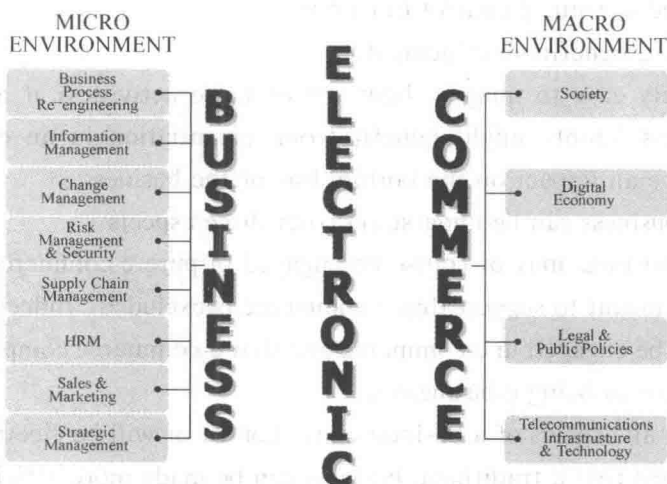 MICRO
ENVIRONMENT
Business
Process
Re-engineering
Information
Management
Change
Management
Risk
Management
& Security
Supply Chain
Management
HRM
Sales &
Marketing
Strategic
Management
BUSINESS
ELECTRONIC
COMMERCE
MACRO
ENVIRONMENT
Society
Digital
Economy
Legal &
Public Policies
Telecommunications
Infrastrusture
& Technology